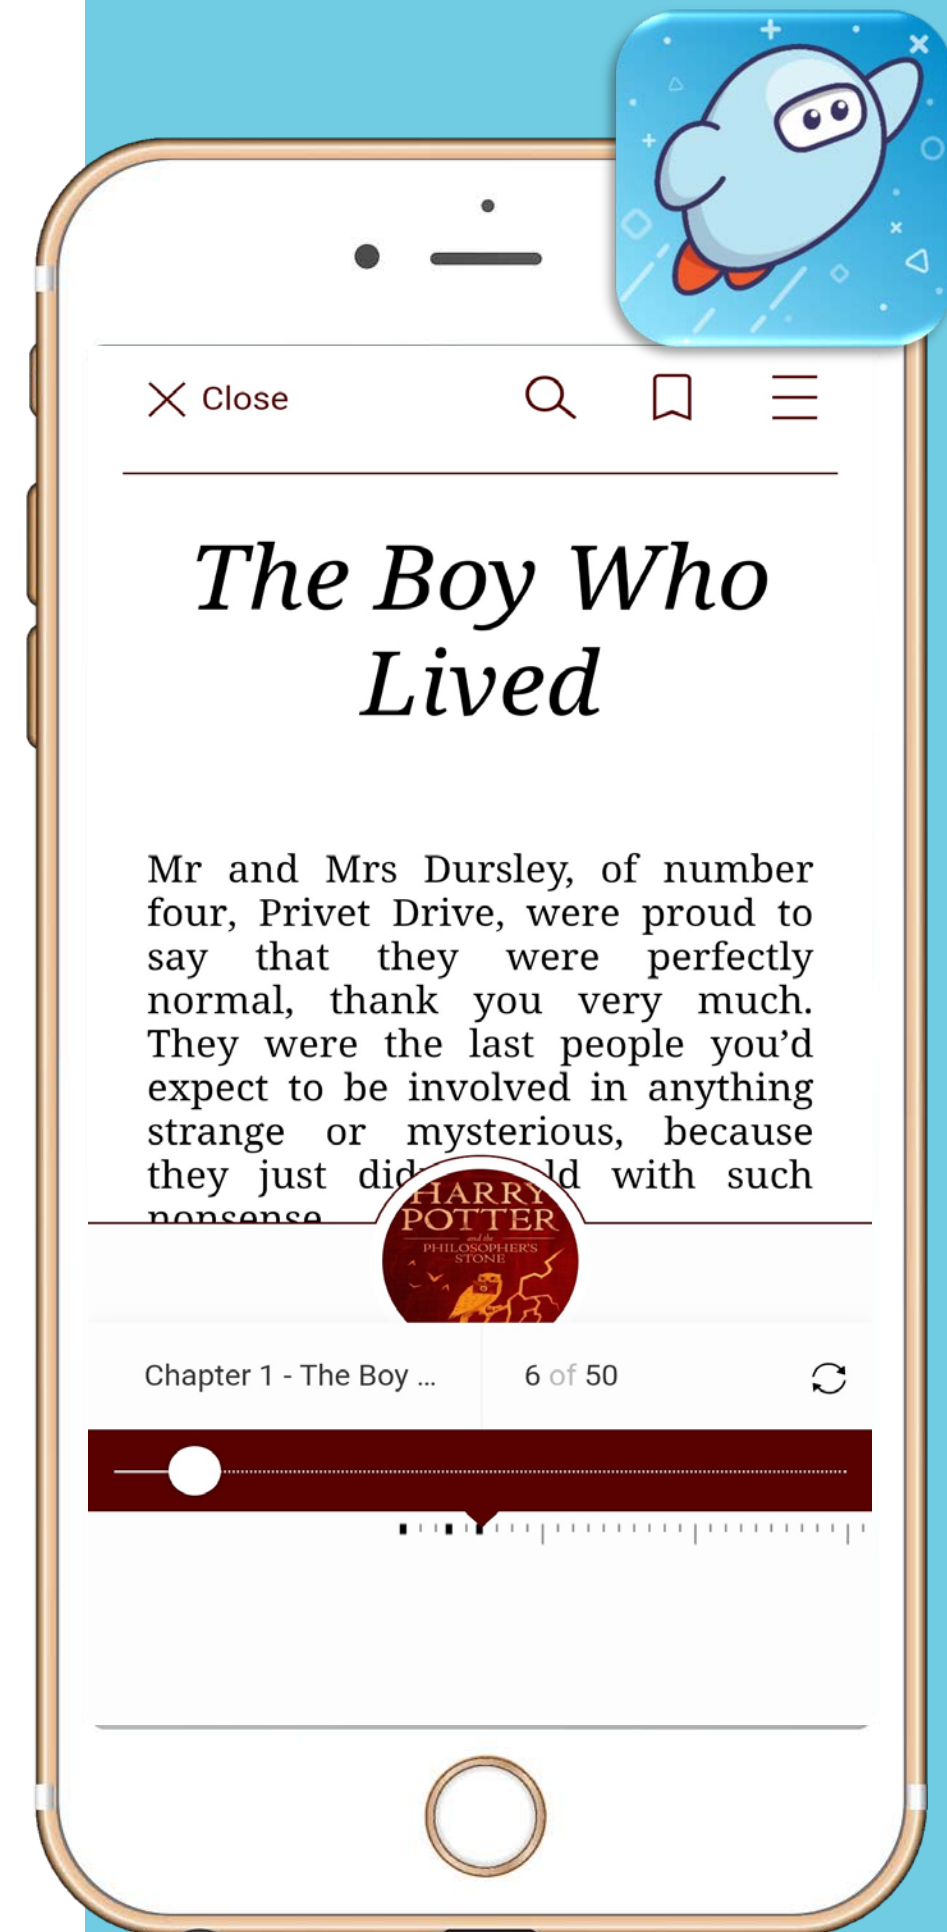 Close
The Boy Who
Lived
Mr and Mrs Dursley, of number
four, Privet Drive, were proud to
say that they were perfectly
normal, thank you very much.
They were the last people you’d
expect to be involved in anything
strange or mysterious, because
they just with such
nonsense
HARRY
POTTER
and the
PHILOSOPHER'S
STONE
Chapter 1 - The Boy ...
6 of 50